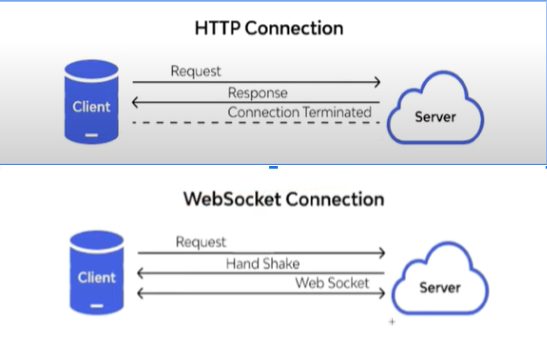 HTTP Connection
Request
Response
Client
Connection Terminated
Server
WebSocket Connection
Request
Hand Shake
Client
Web Socket
Server